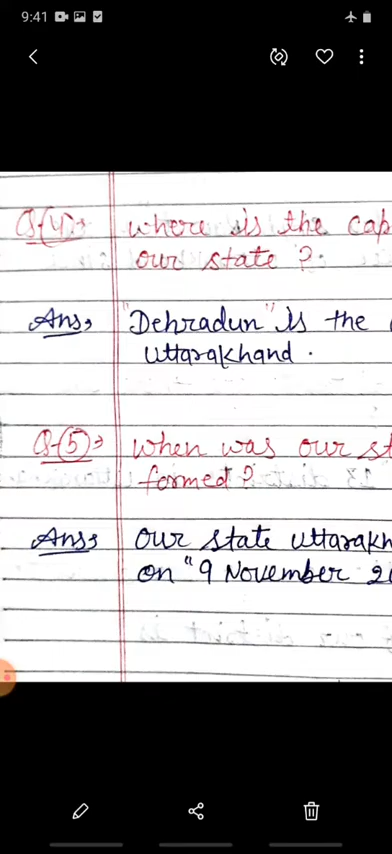 9:41
Q(4)→ where is the cap
our state?
Ans→ "Dehradun" is the
Uttarakhand.
Q(5)→ When was our st
formed?
Ans→ Our state Uttarakh
on "9 November 20